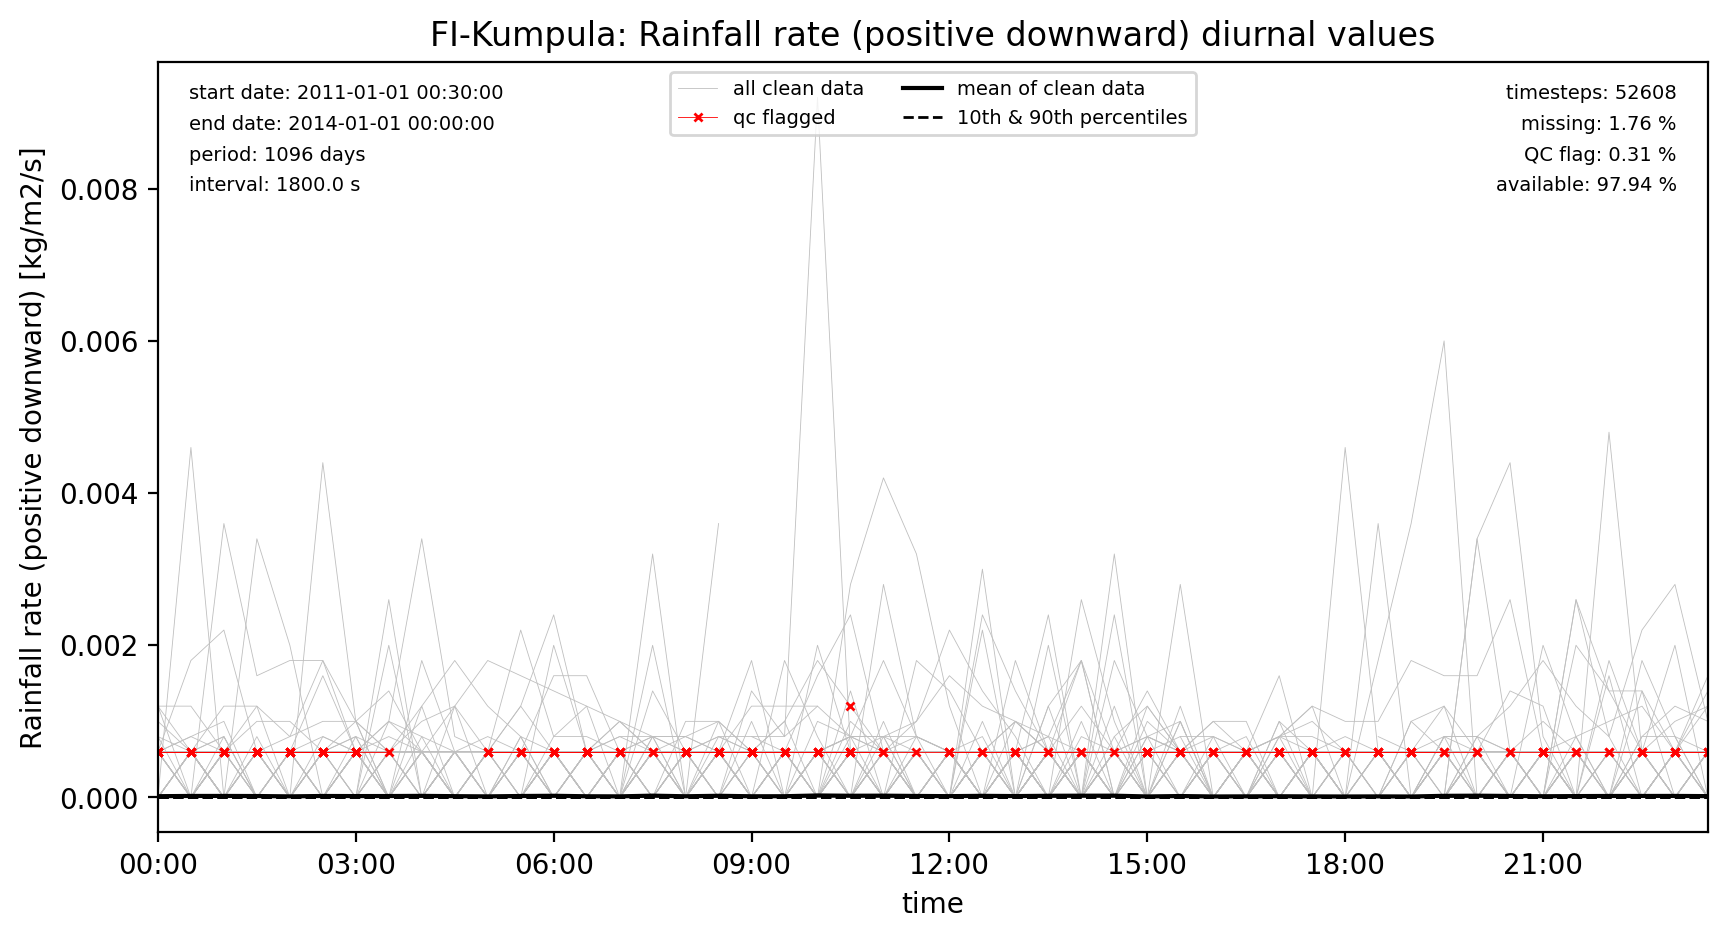 FI-Kumpula: Rainfall rate (positive downward) diurnal values
start date: 2011-01-01 00:30:00
end date: 2014-01-01 00:00:00
period: 1096 days
interval: 1800.0 s
all clean data
qc flagged
mean of clean data
10th & 90th percentiles
timesteps: 52608
missing: 1.76 %
QC flag: 0.31 %
available: 97.94 %
Rainfall rate (positive downward) [kg/m2/s]
0.008
0.006
0.004
0.002
0.000
00:00 03:00 06:00 09:00 12:00 15:00 18:00 21:00
time